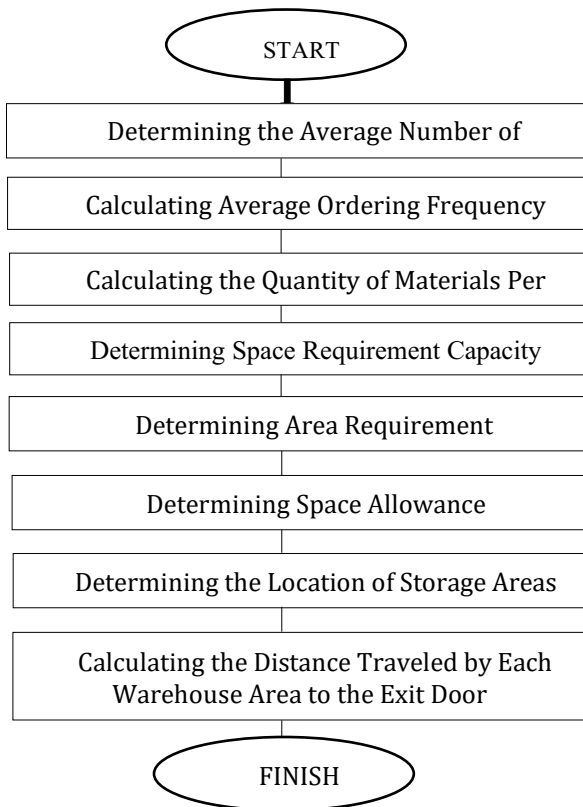 START
Determining the Average Number of
Calculating Average Ordering Frequency
Calculating the Quantity of Materials Per
Determining Space Requirement Capacity
Determining Area Requirement
Determining Space Allowance
Determining the Location of Storage Areas
Calculating the Distance Traveled by Each
Warehouse Area to the Exit Door
FINISH